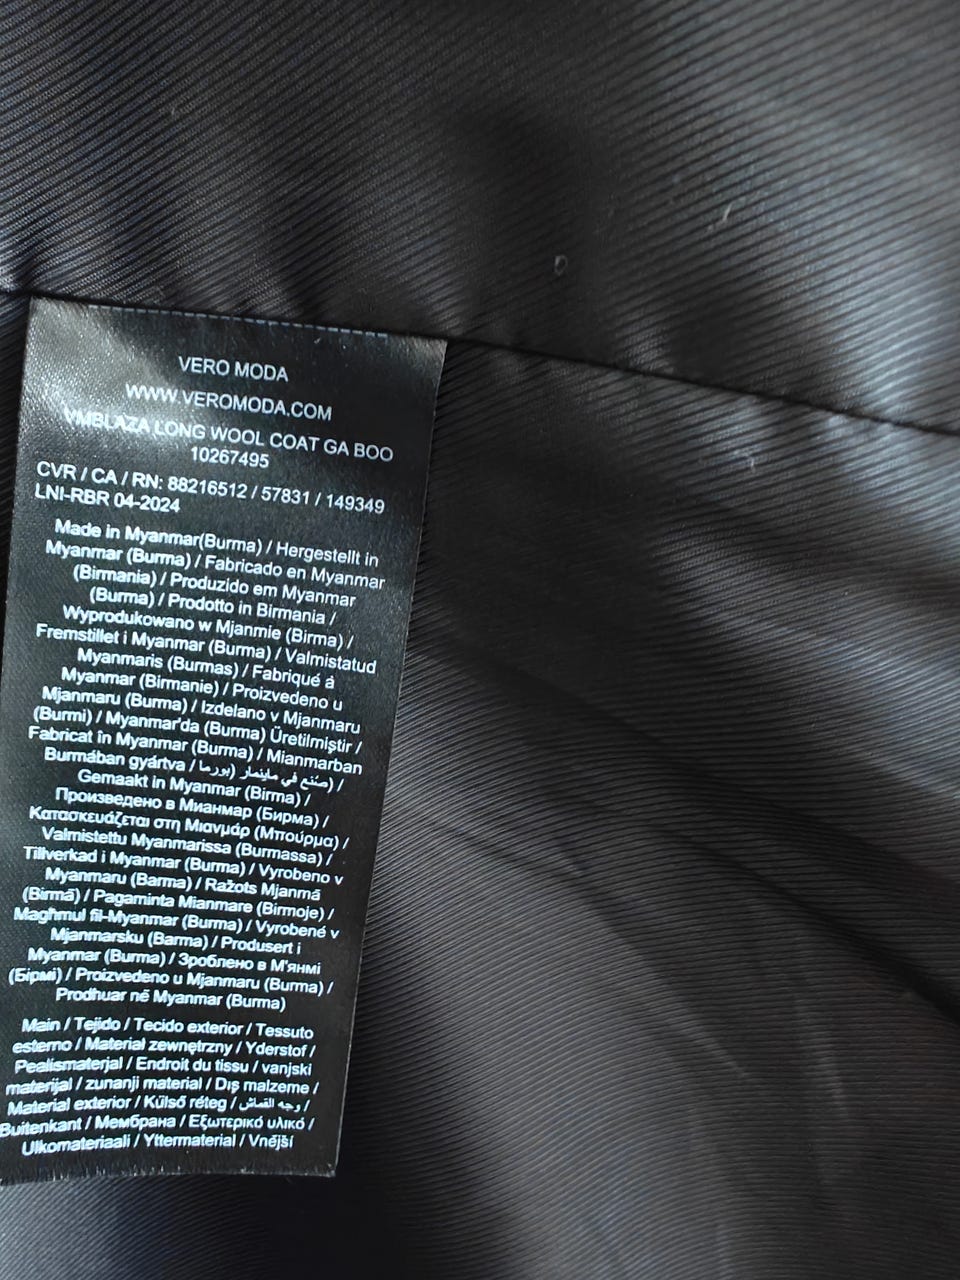 VERO MODA
WWW.VEROMODA.COM
VMBLAZA LONG WOOL COAT GA BOO
10267495
CVR / CA / RN: 88216512 / 57831 / 149349
LNI-RBR 04-2024
Made in Myanmar(Burma) / Hergestellt in
Myanmar (Burma) / Fabricado en Myanmar
(Birmania) / Produzido em Myanmar
(Burma) / Prodotto in Birmania /
Wyprodukowano w Mjanmie (Birma) /
Fremstillet i Myanmar (Burma) / Valmistatud
Myanmaris (Burmas) / Fabriqué à
Myanmar (Birmanie) / Proizvedeno u
Mjanmaru (Burma) / Izdelano v Mjanmaru
(Burmi) / Myanmar'da (Burma) Üretilmiştir /
Fabricat în Myanmar (Burma) / Mianmarban
Burmában gyártva / صُنع في ماينمار (بورما) /
Gemaakt in Myanmar (Birma) /
Произведено в Мианмар (Бирма) /
Κατασκευάζεται στη Μιανμάρ (Μπούρμα) /
Valmistettu Myanmarissa (Burmassa) /
Tillverkad i Myanmar (Burma) / Vyrobeno v
Myanmaru (Barma) / Ražots Mjanmā
(Birmā) / Pagaminta Mianmare (Birmoje) /
Magħmul fil-Myanmar (Burma) / Vyrobené v
Mjanmarsku (Barma) / Produsert i
Myanmar (Burma) / Зроблено в М'янмі
(Бірмі) / Proizvedeno u Mjanmaru (Burma) /
Prodhuar në Myanmar (Burma)
Main / Tejido / Tecido exterior / Tessuto
esterno / Materiał zewnętrzny / Yderstof /
Pealismaterjal / Endroit du tissu / vanjski
materijal / zunanji material / Dış malzeme /
Material exterior / Külső réteg / وجه القماش /
Buitenkant / Мембрана / Εξωτερικό υλικό /
Ulkomateriaali / Yttermaterial / Vnější